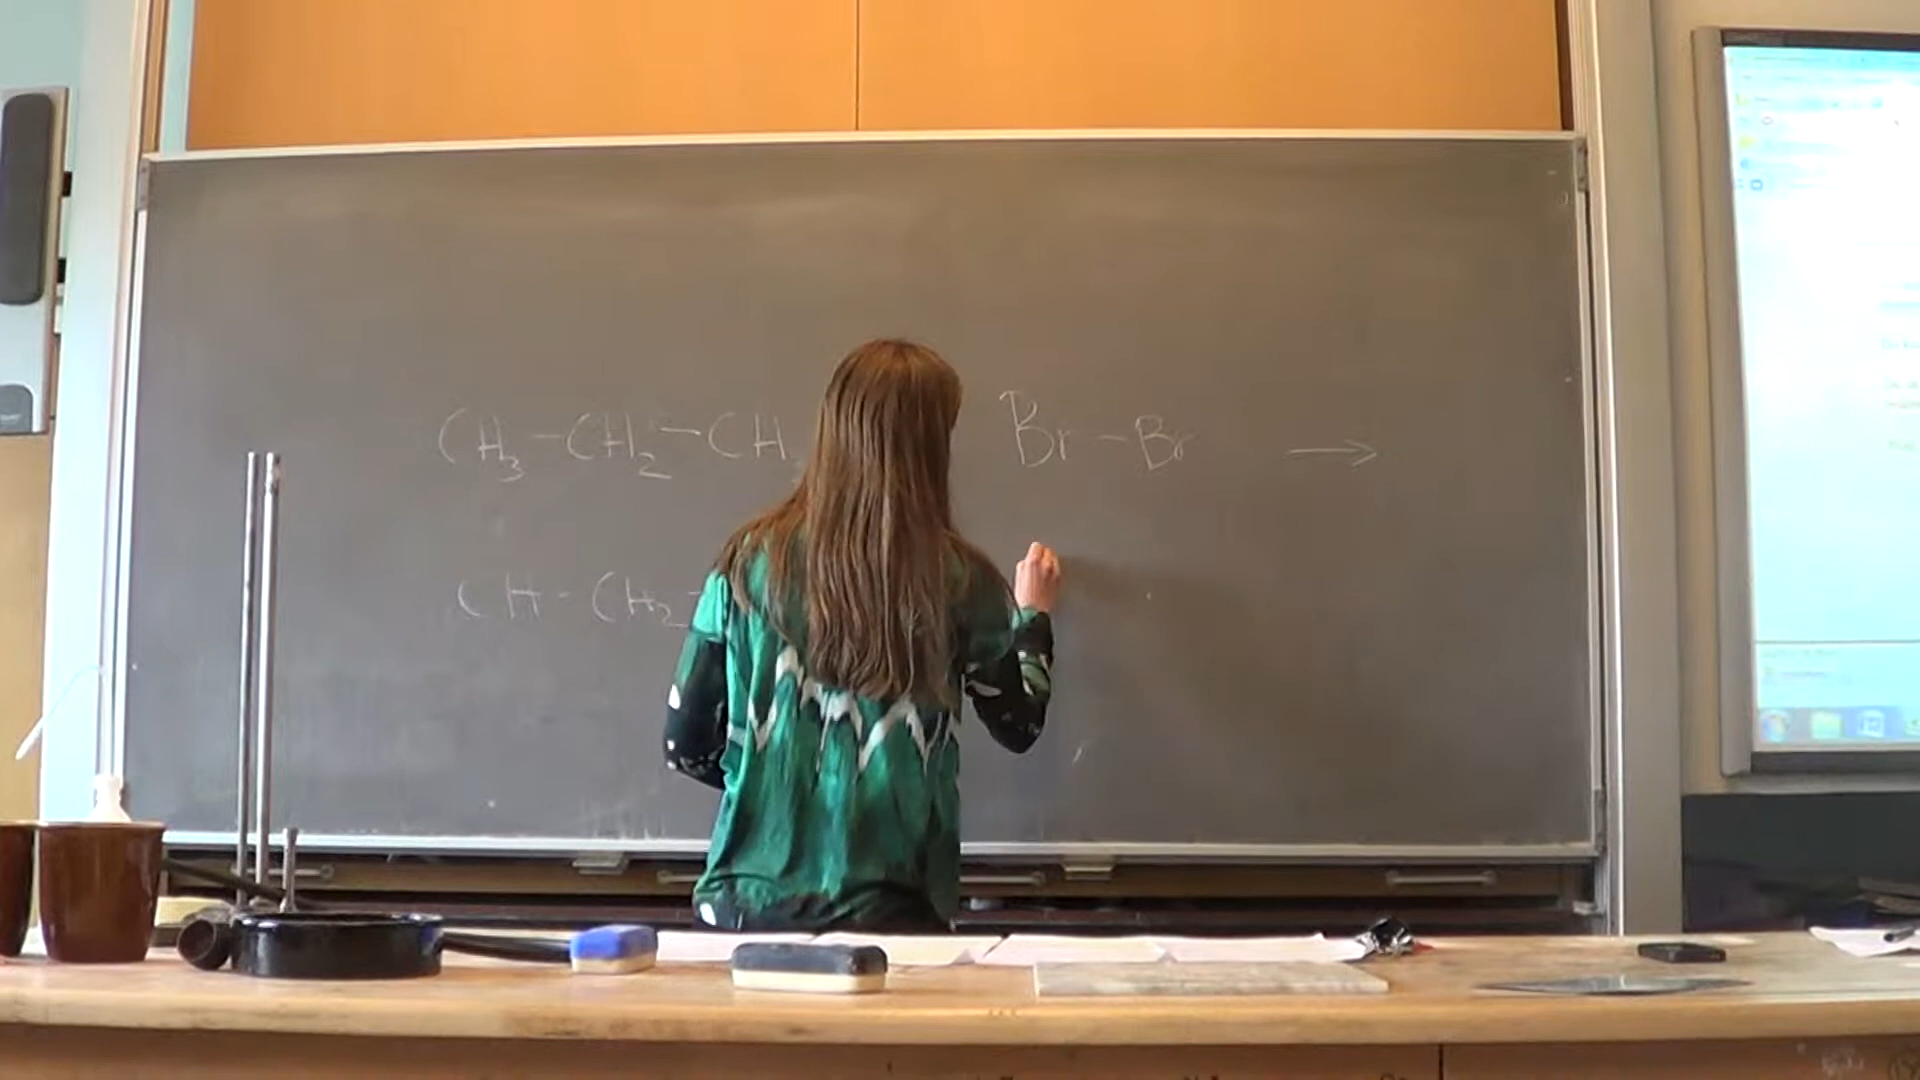 CH₃-CH₂-CH Br-Br →
CH-CH₂-